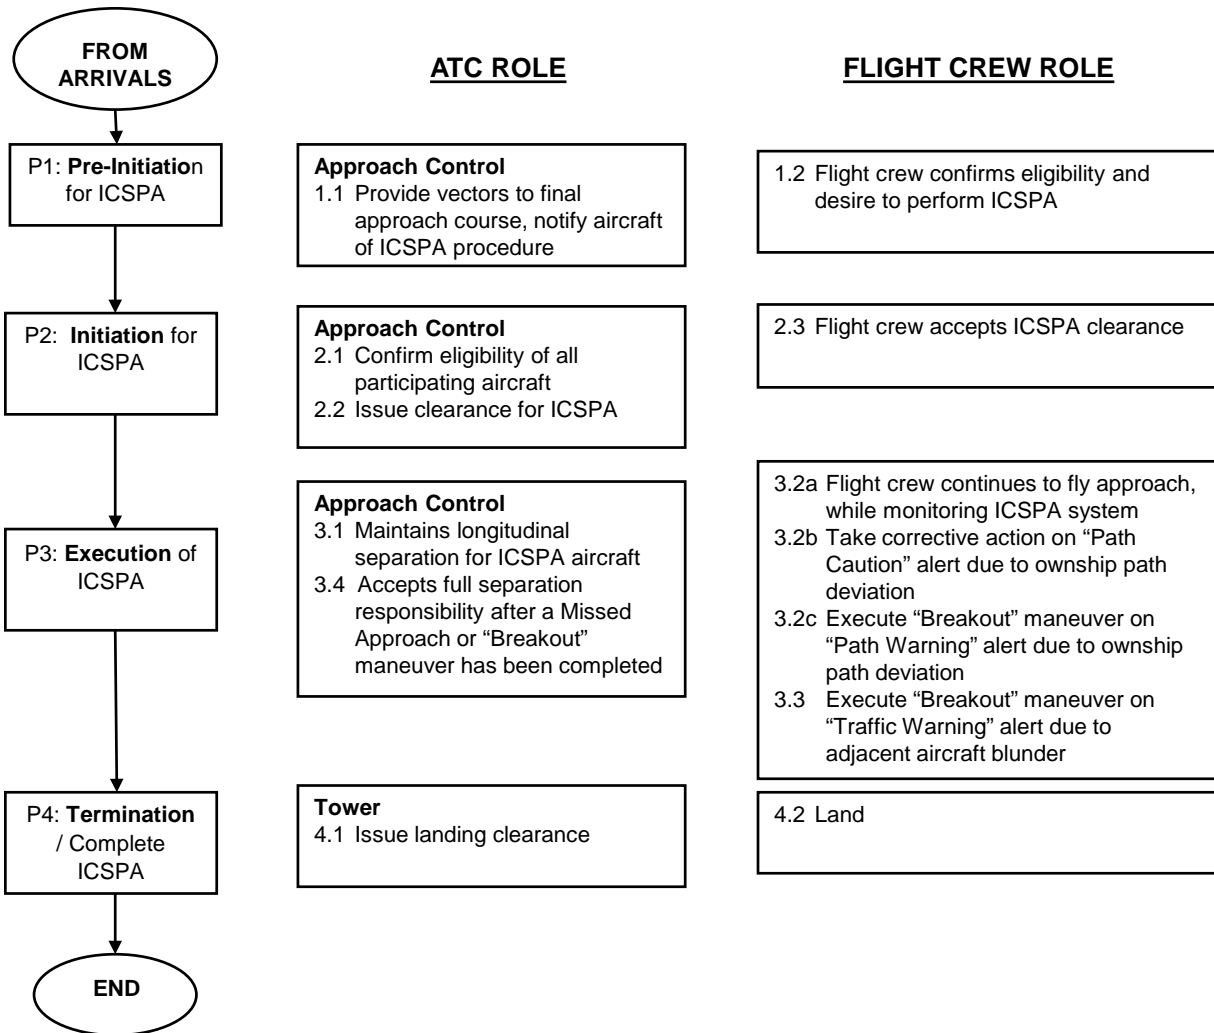 FROM
ARRIVALS
ATC ROLE
FLIGHT CREW ROLE
P1: Pre-Initiation
for ICSPA
Approach Control
1.1 Provide vectors to final
approach course, notify aircraft
of ICSPA procedure
1.2 Flight crew confirms eligibility and
desire to perform ICSPA
P2: Initiation for
ICSPA
Approach Control
2.1 Confirm eligibility of all
participating aircraft
2.2 Issue clearance for ICSPA
2.3 Flight crew accepts ICSPA clearance
P3: Execution of
ICSPA
Approach Control
3.1 Maintains longitudinal
separation for ICSPA aircraft
3.4 Accepts full separation
responsibility after a Missed
Approach or “Breakout”
maneuver has been completed
3.2a Flight crew continues to fly approach,
while monitoring ICSPA system
3.2b Take corrective action on “Path
Caution” alert due to ownship path
deviation
3.2c Execute “Breakout” maneuver on
“Path Warning” alert due to ownship
path deviation
3.3 Execute “Breakout” maneuver on
“Traffic Warning” alert due to
adjacent aircraft blunder
P4: Termination
/ Complete
ICSPA
Tower
4.1 Issue landing clearance
4.2 Land
END